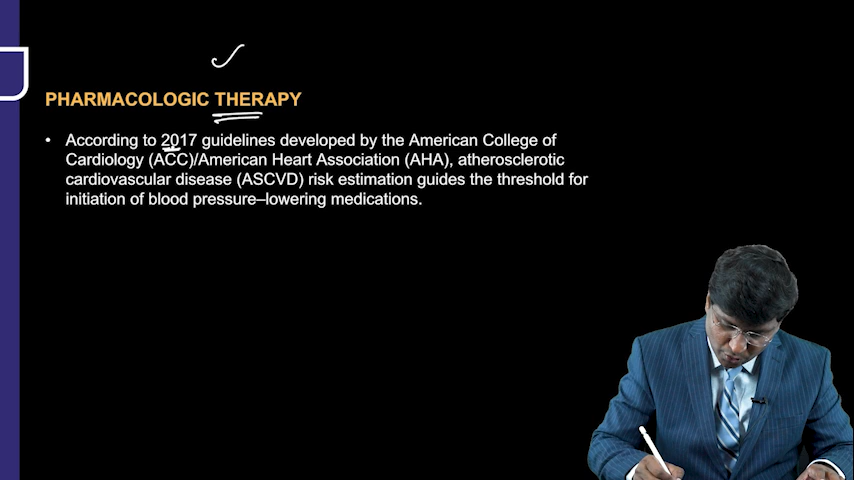 PHARMACOLOGIC THERAPY
• According to 2017 guidelines developed by the American College of
Cardiology (ACC)/American Heart Association (AHA), atherosclerotic
cardiovascular disease (ASCVD) risk estimation guides the threshold for
initiation of blood pressure–lowering medications.